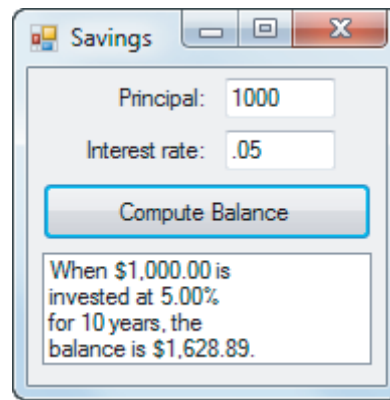 Savings
Principal: 1000
Interest rate: .05
Compute Balance
When $1,000.00 is
invested at 5.00%
for 10 years, the
balance is $1,628.89.